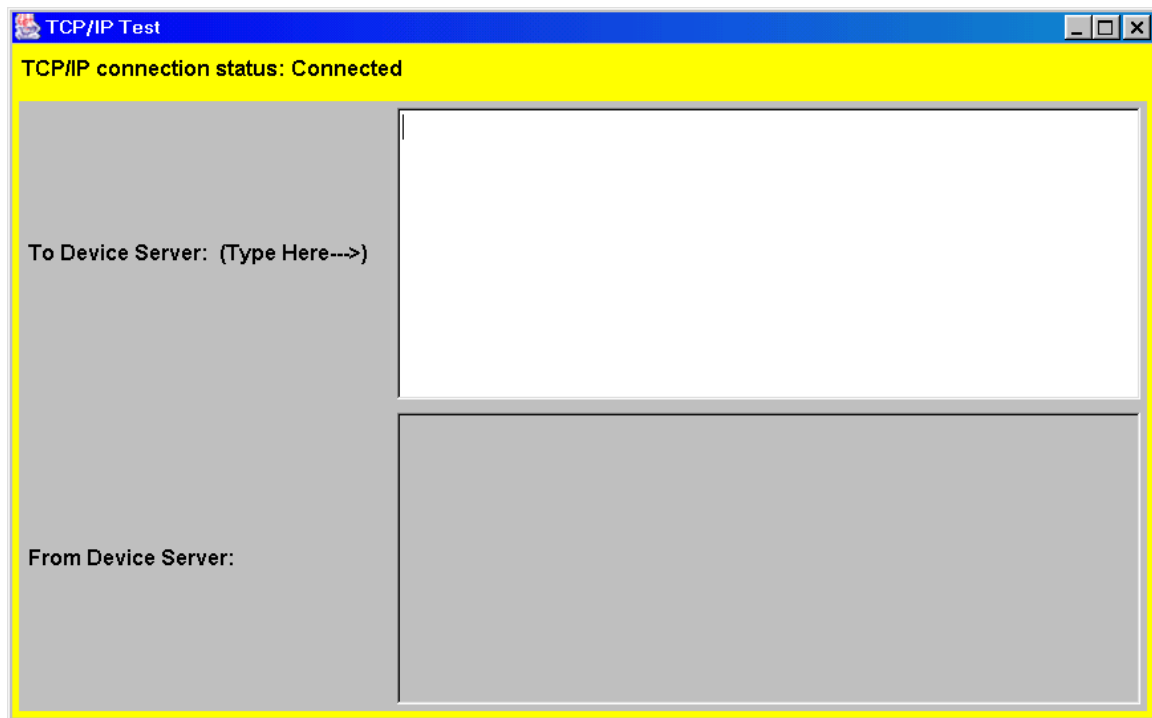 TCP/IP Test
TCP/IP connection status: Connected
To Device Server: (Type Here--->)
From Device Server: